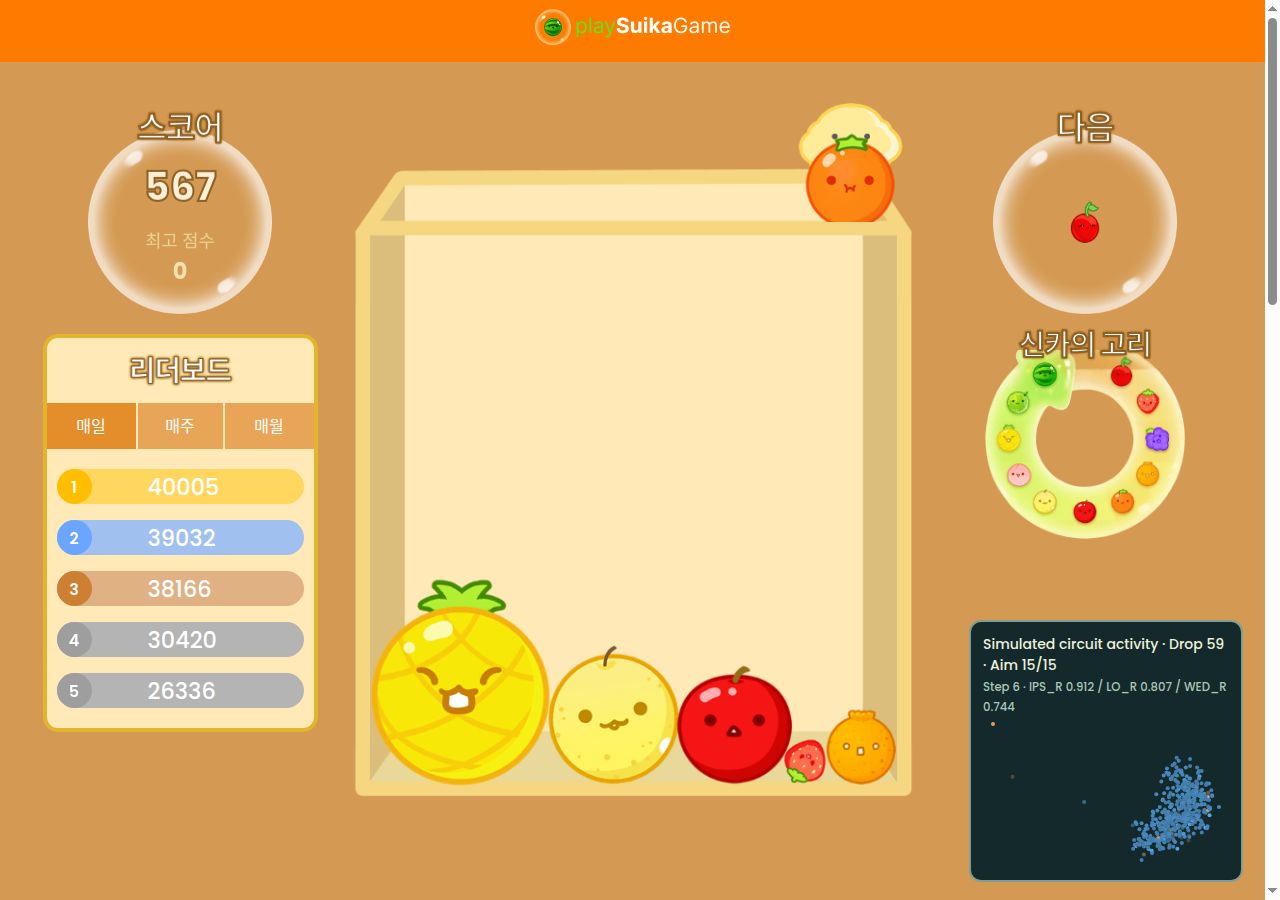 playSuikaGame
스코어
567
최고 점수
0
다음
리더보드
매일 매주 매월
1 40005
2 39032
3 38166
4 30420
5 26336
신카의 고리
Simulated circuit activity · Drop 59
· Aim 15/15
Step 6 · IPS_R 0.912 / LO_R 0.807 / WED_R
0.744